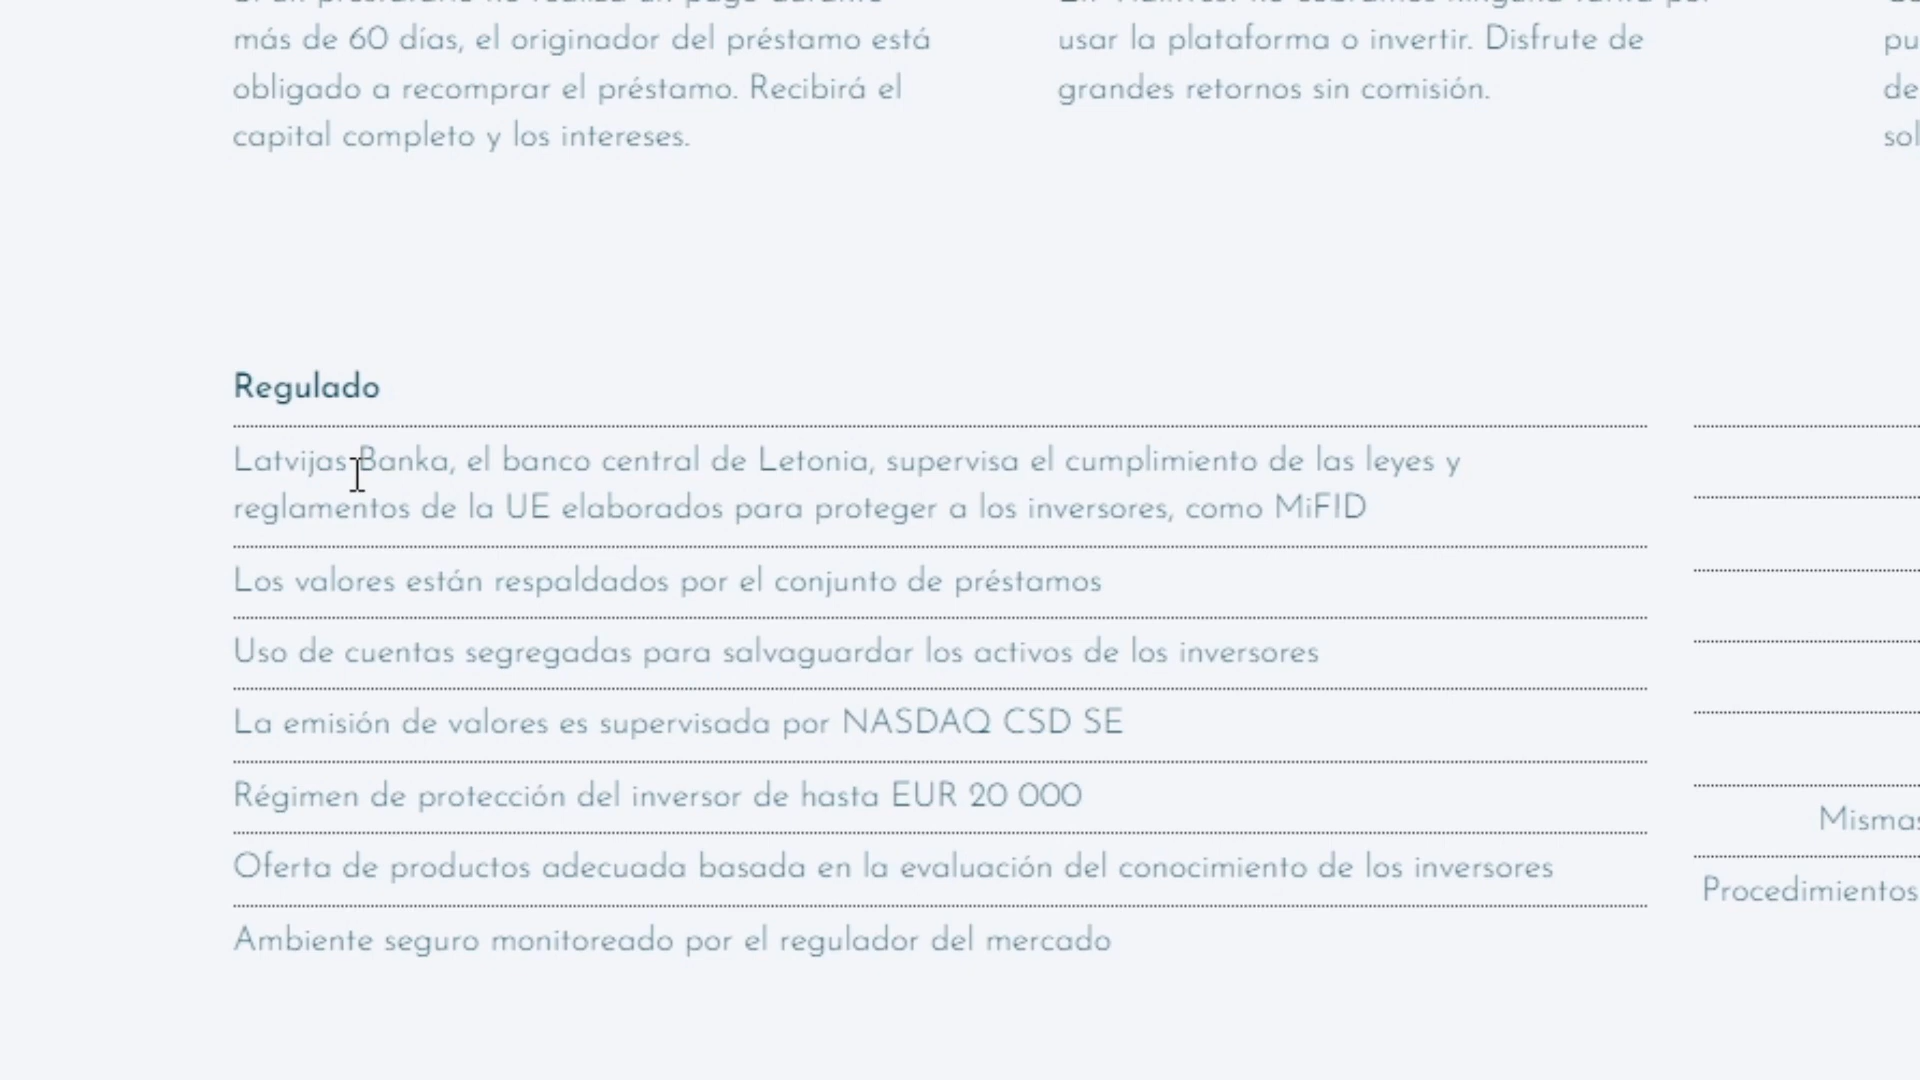 más de 60 días, el originador del préstamo está
obligado a recomprar el préstamo. Recibirá el
capital completo y los intereses.
usar la plataforma o invertir. Disfrute de
grandes retornos sin comisión.
pu
de
sol
Regulado
Latvijas Banka, el banco central de Letonia, supervisa el cumplimiento de las leyes y
reglamentos de la UE elaborados para proteger a los inversores, como MiFID
Los valores están respaldados por el conjunto de préstamos
Uso de cuentas segregadas para salvaguardar los activos de los inversores
La emisión de valores es supervisada por NASDAQ CSD SE
Régimen de protección del inversor de hasta EUR 20 000
Oferta de productos adecuada basada en la evaluación del conocimiento de los inversores
Ambiente seguro monitoreado por el regulador del mercado
Mismas
Procedimientos